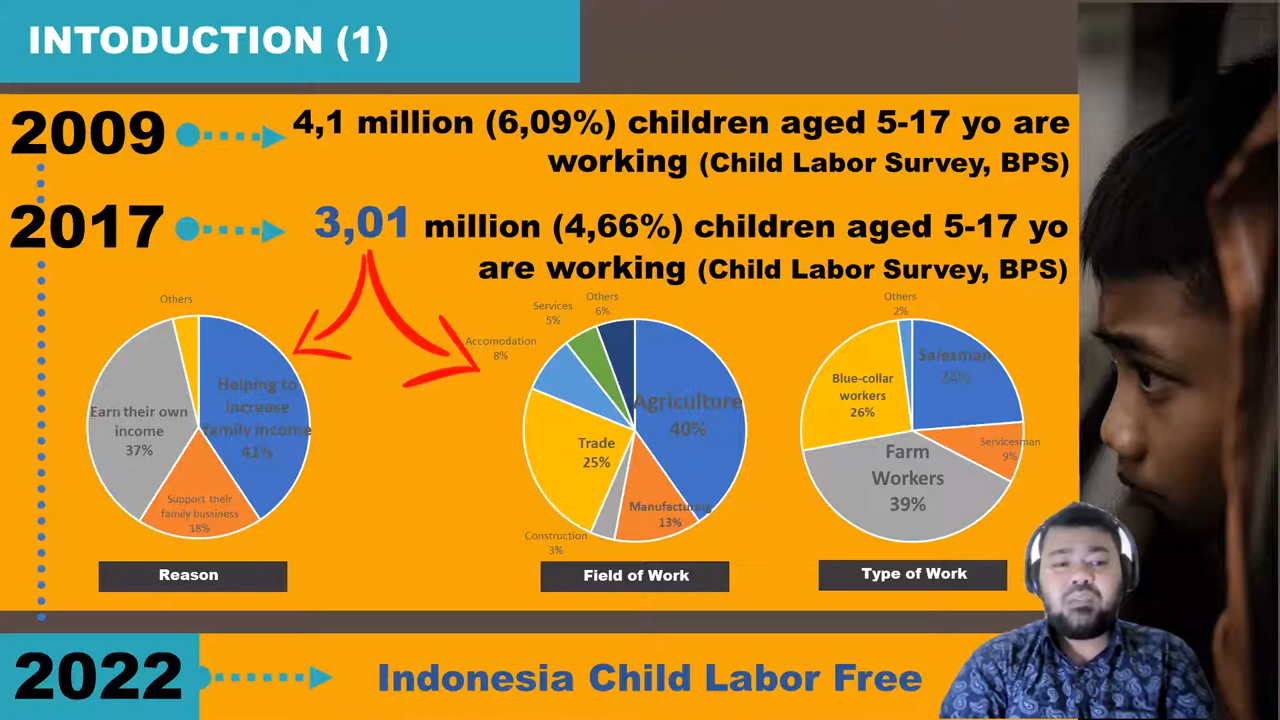 INTODUCTION (1)
2009
4,1 million (6,09%) children aged 5-17 yo are
working (Child Labor Survey, BPS)
2017
3,01 million (4,66%) children aged 5-17 yo
are working (Child Labor Survey, BPS)
Others
Helping to
increase
family income
41%
Earn their own
income
37%
Support their
family bussiness
18%
Reason
Others
6%
Services
5%
Accomodation
8%
Agriculture
40%
Trade
25%
Manufacturing
13%
Construction
3%
Field of Work
Others
2%
Salesman
24%
Blue-collar
workers
26%
Servicesman
9%
Farm
Workers
39%
Type of Work
2022
Indonesia Child Labor Free